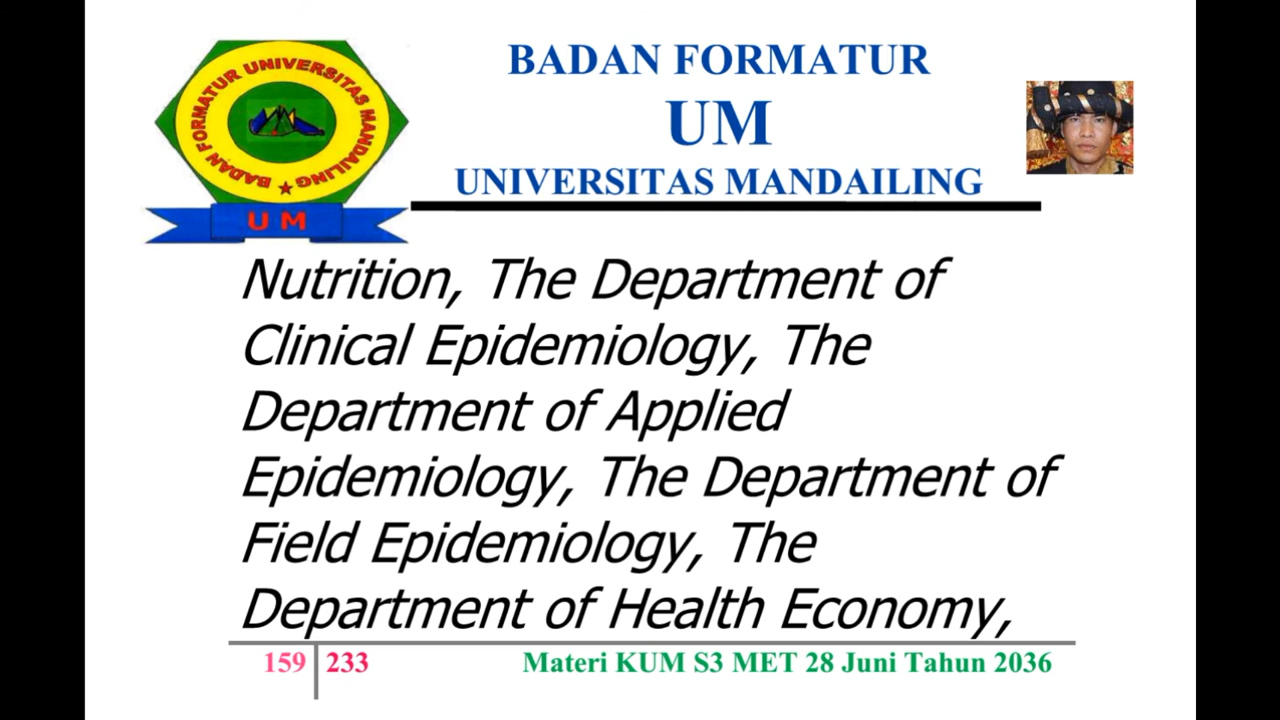 BADAN FORMATUR UNIVERSITAS MANDAILING
UM
BADAN FORMATUR
UM
UNIVERSITAS MANDAILING
Nutrition, The Department of
Clinical Epidemiology, The
Department of Applied
Epidemiology, The Department of
Field Epidemiology, The
Department of Health Economy,
159 233 Materi KUM S3 MET 28 Juni Tahun 2036